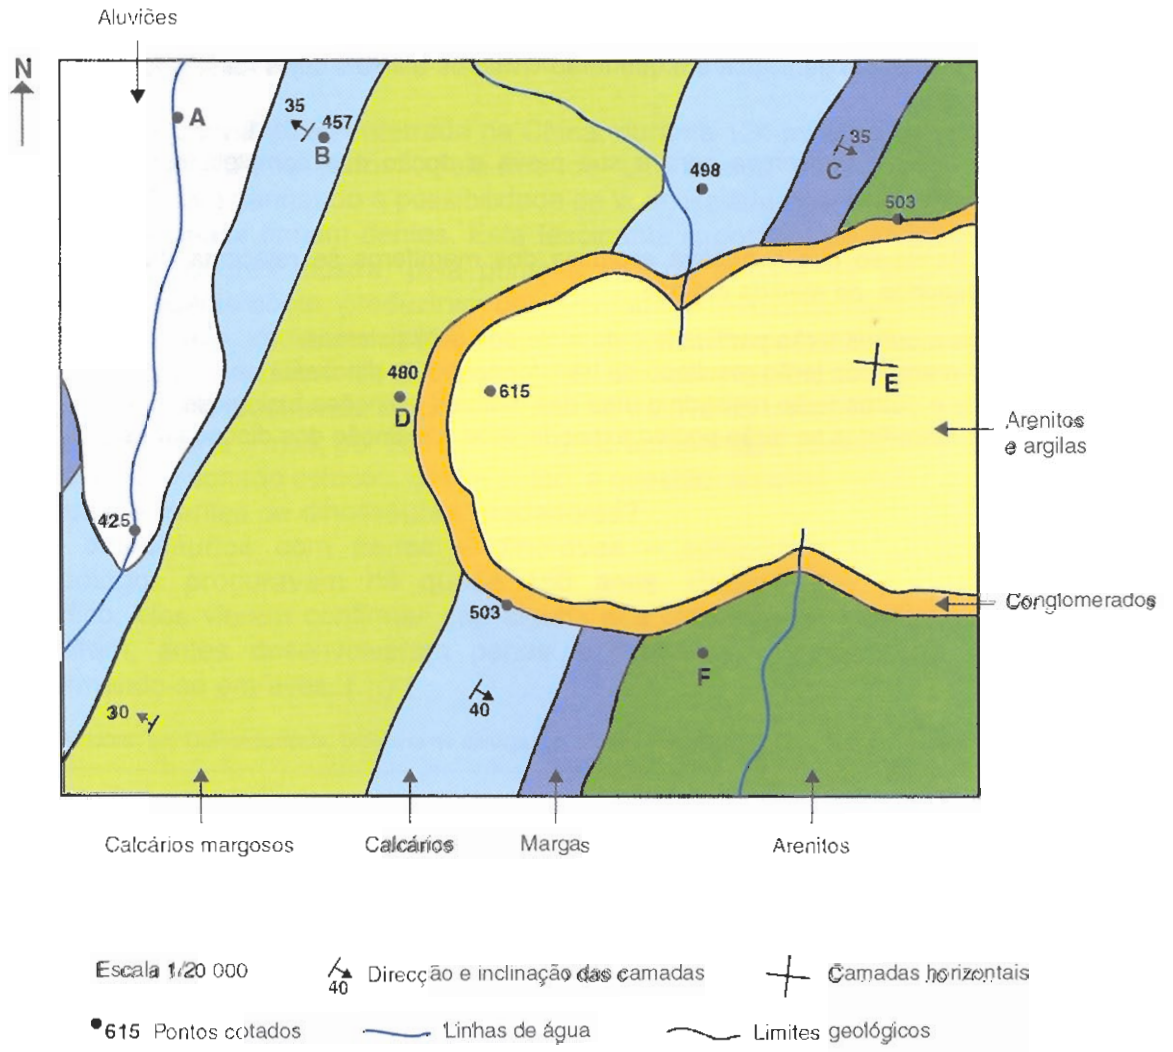 Aluviões
N
A
35
457
B
35
C
498
503
480
D
615
E
Arenitos
e argilas
425
503
Conglomerados
F
30
40
Calcários margosos
Calcários
Margas
Arenitos
Escala 1/20 000
40
Direcção e inclinação das camadas
Camadas horizontais
615 Pontos cotados
Linhas de água
Limites geológicos